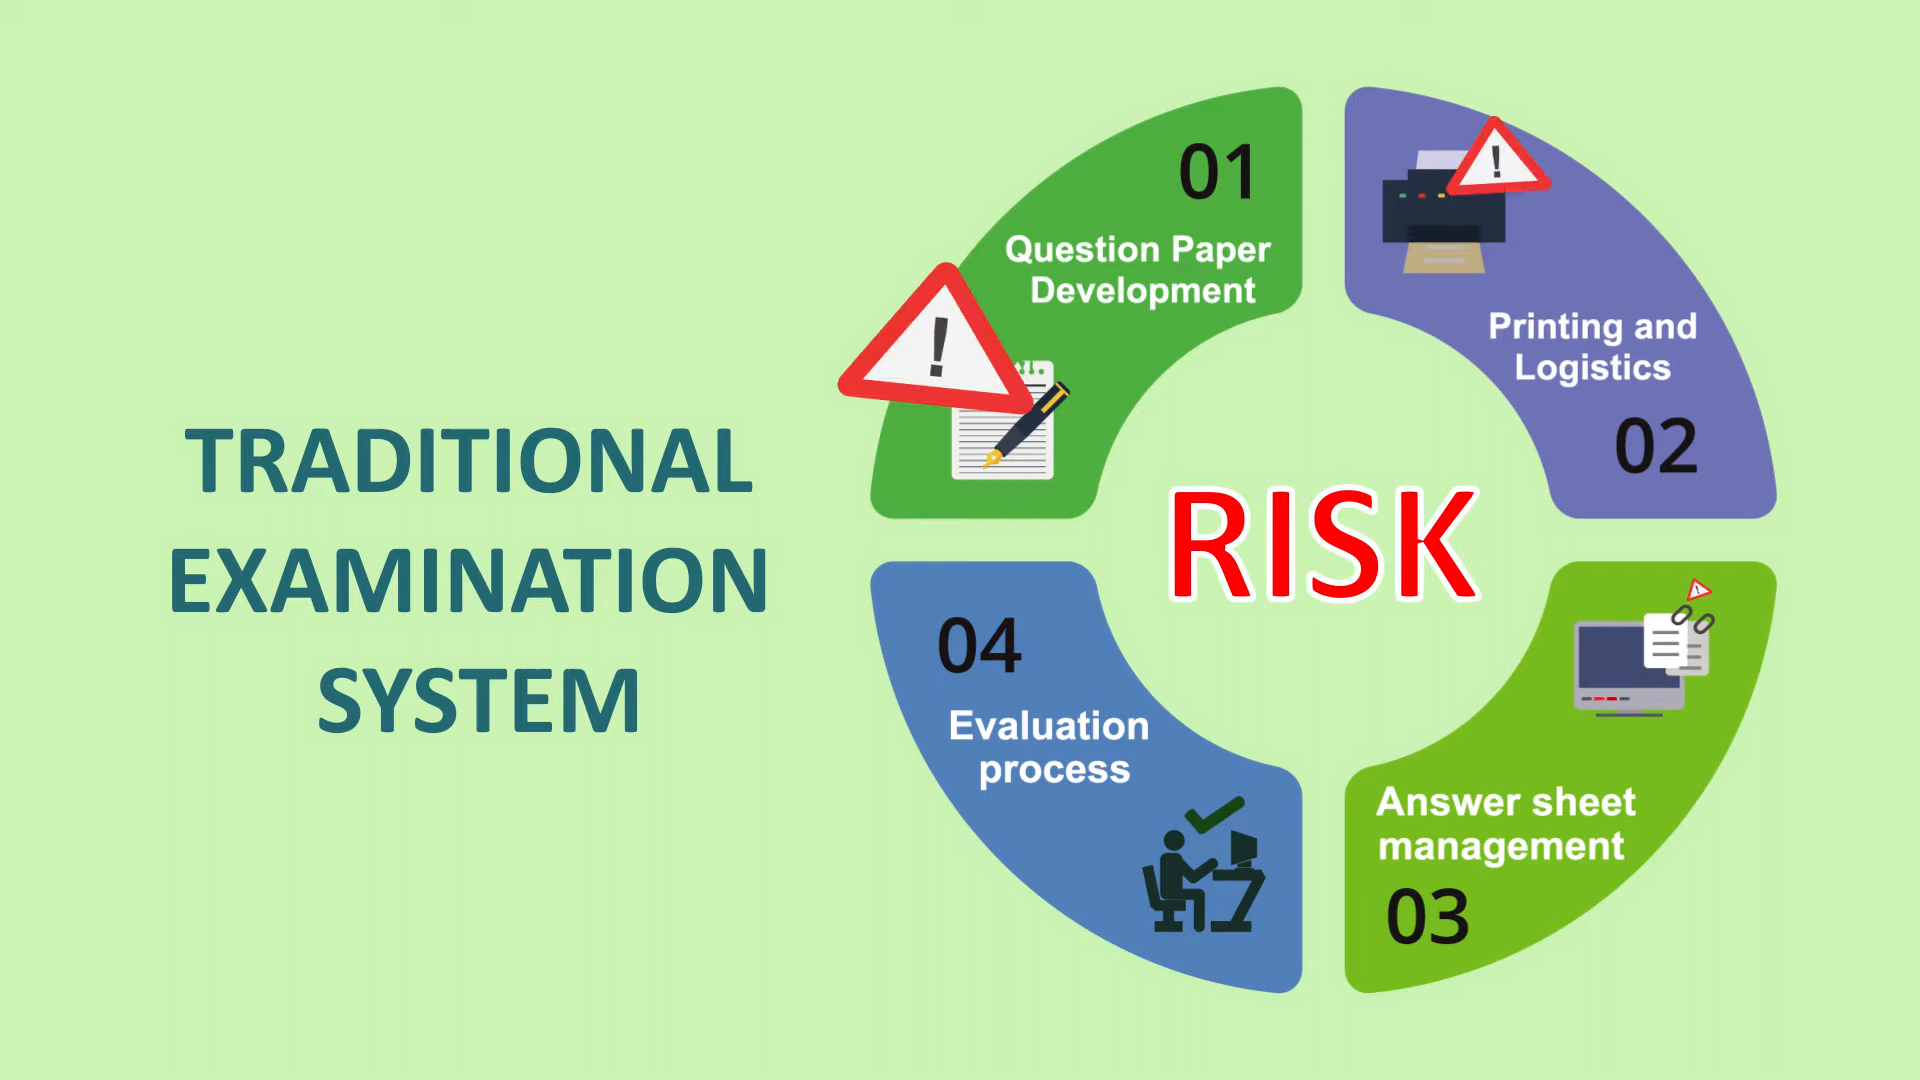 TRADITIONAL
EXAMINATION
SYSTEM
01
Question Paper
Development
!
!
Printing and
Logistics
02
RISK
Answer sheet
management
03
04
Evaluation
process